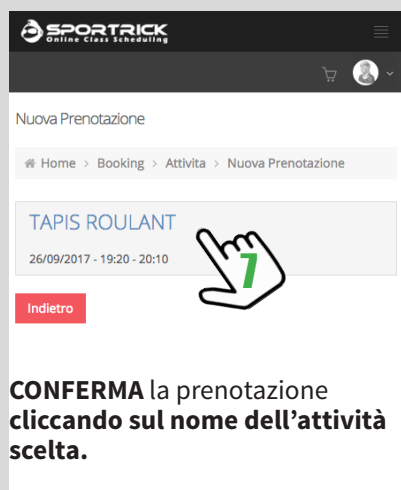 SPORTRICK
Online Class Scheduling
Nuova Prenotazione
Home > Booking > Attivita > Nuova Prenotazione
TAPIS ROULANT
26/09/2017 - 19:20 - 20:10
7
Indietro
CONFERMA la prenotazione
cliccando sul nome dell’attività
scelta.